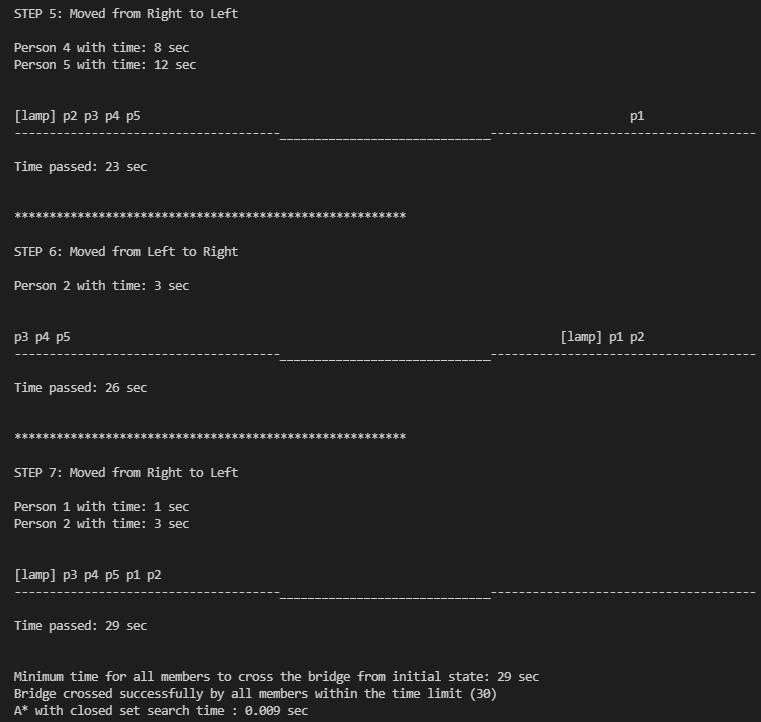 STEP 5: Moved from Right to Left
Person 4 with time: 8 sec
Person 5 with time: 12 sec
[lamp] p2 p3 p4 p5 p1
--------------------------------------______________________________--------------------------------------
Time passed: 23 sec
********************************************************
STEP 6: Moved from Left to Right
Person 2 with time: 3 sec
p3 p4 p5 [lamp] p1 p2
--------------------------------------______________________________--------------------------------------
Time passed: 26 sec
********************************************************
STEP 7: Moved from Right to Left
Person 1 with time: 1 sec
Person 2 with time: 3 sec
[lamp] p3 p4 p5 p1 p2
--------------------------------------______________________________--------------------------------------
Time passed: 29 sec
Minimum time for all members to cross the bridge from initial state: 29 sec
Bridge crossed successfully by all members within the time limit (30)
A* with closed set search time : 0.009 sec